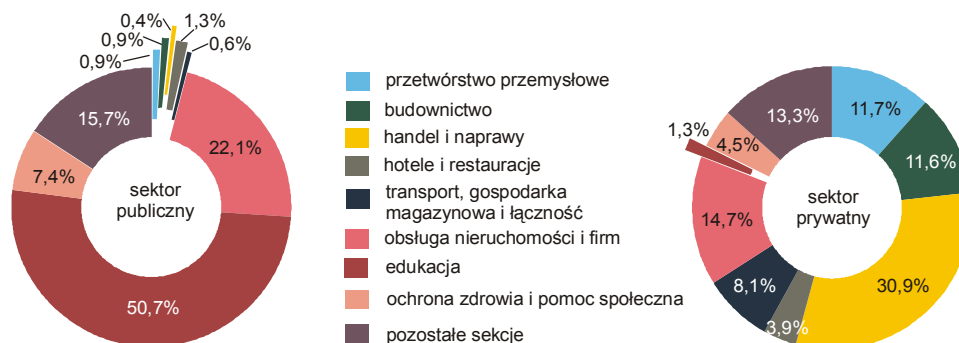 0,4%
1,3%
0,9%
0,6%
0,9%
15,7%
22,1%
7,4%
sektor
publiczny
50,7%
przetwórstwo przemysłowe
budownictwo
handel i naprawy
hotele i restauracje
transport, gospodarka
magazynowa i łączność
obsługa nieruchomości i firm
edukacja
ochrona zdrowia i pomoc społeczna
pozostałe sekcje
13,3%
11,7%
1,3%
4,5%
11,6%
14,7%
sektor
prywatny
8,1%
30,9%
3,9%